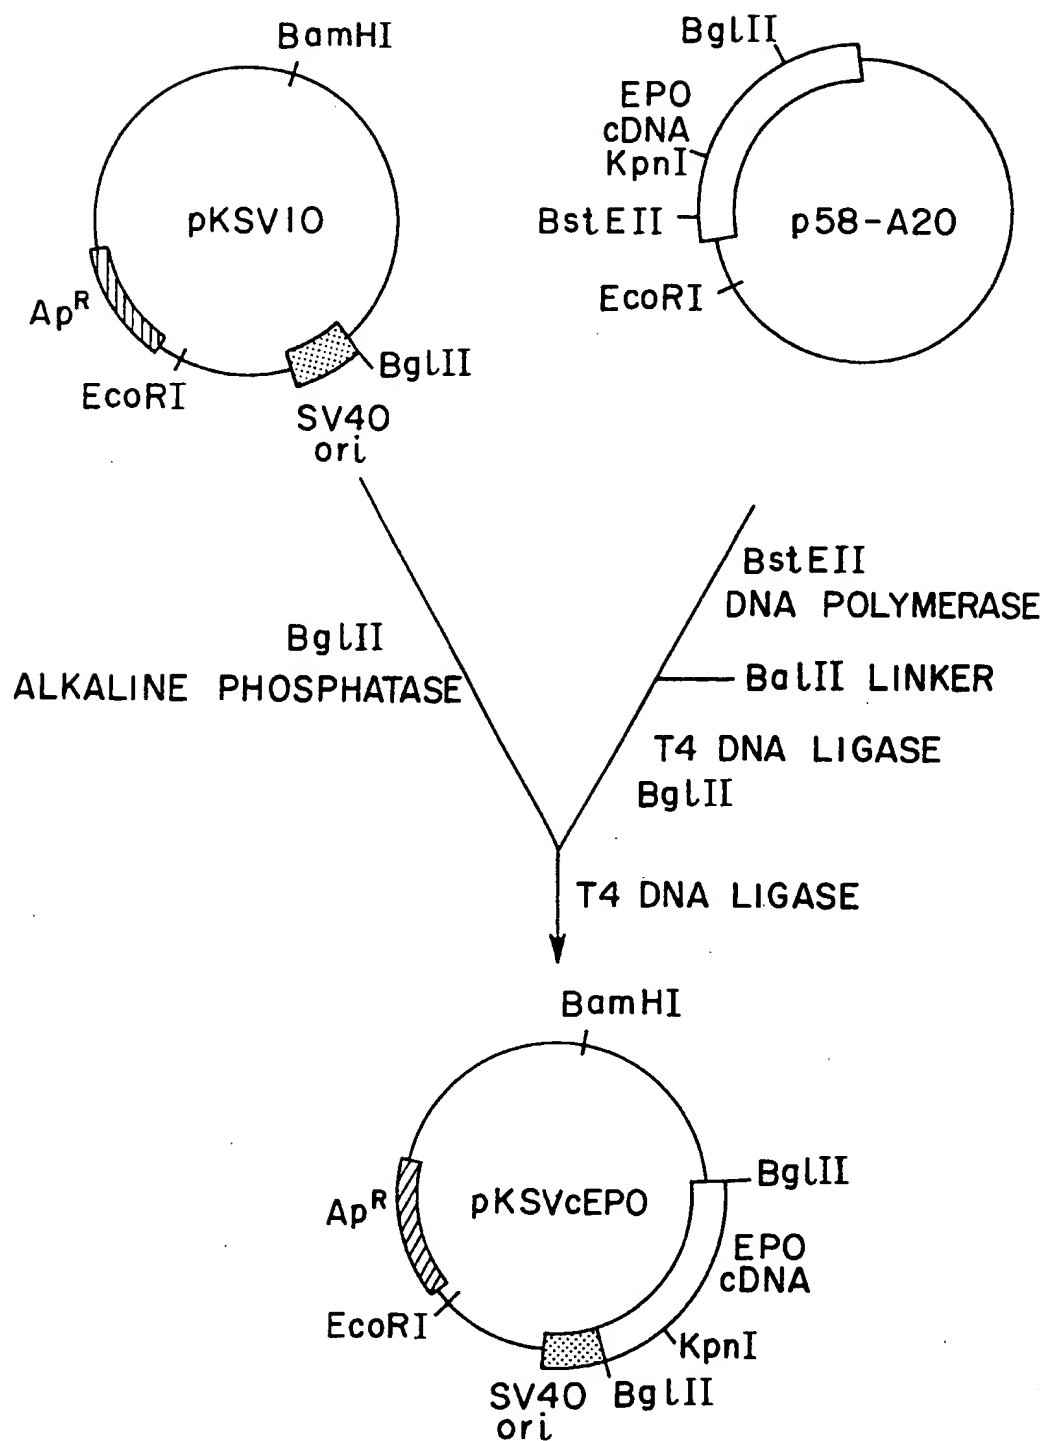 BamHI
pKSV10
Ap^R
EcoRI
BglII
SV40
ori
BglII
EPO
cDNA
KpnI
BstEII
p58-A20
EcoRI
BglII
ALKALINE PHOSPHATASE
BstEII
DNA POLYMERASE
BalII LINKER
T4 DNA LIGASE
BglII
T4 DNA LIGASE
BamHI
BglII
pKSVcEPO
Ap^R
EPO
cDNA
EcoRI
KpnI
SV40
ori
BglII